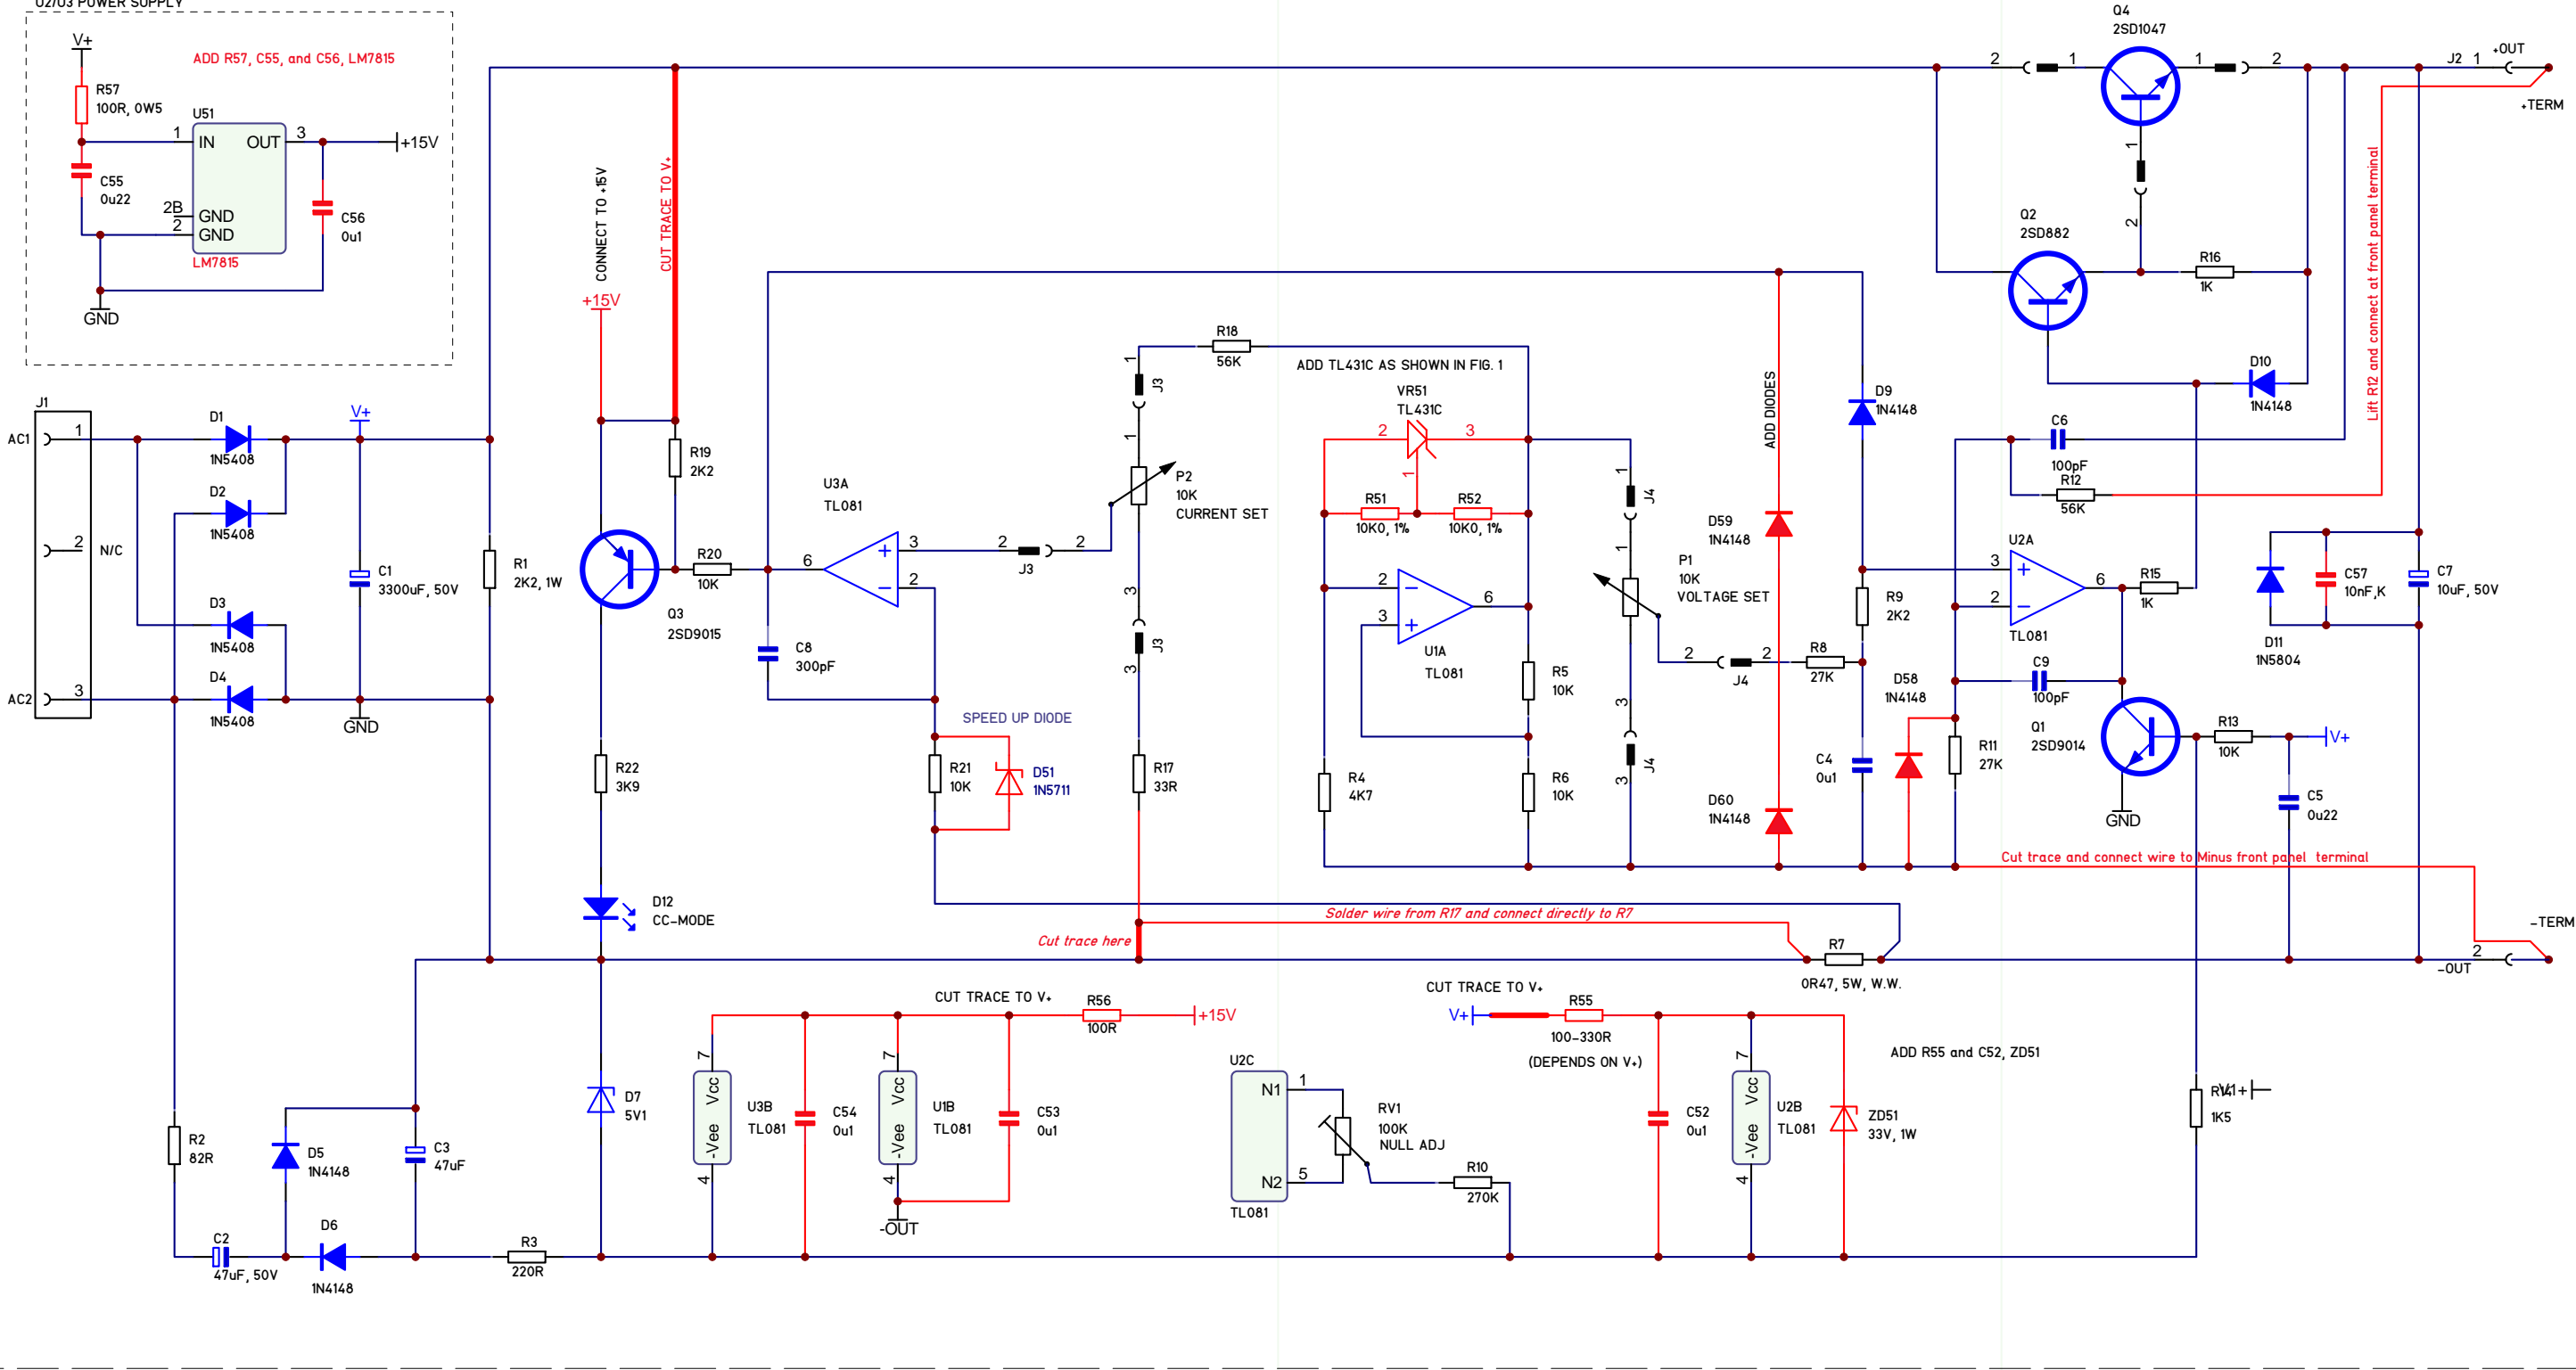 U2/U3 POWER SUPPLY
V+
ADD R57, C55, and C56, LM7815
R57
100R, 0W5
U51
1
IN
OUT
3
+15V
C55
0u22
2B
GND
2
GND
C56
0u1
LM7815
GND
CONNECT TO +15V
CUT TRACE TO V+
+15V
Q4
2SD1047
2
1
1
2
J2
1
+OUT
+TERM
1
2
Q2
2SD882
R16
1K
D10
1N4148
Lift R12 and connect at front panel terminal
J1
AC1
1
2
N/C
AC2
3
D1
1N5408
D2
1N5408
D3
1N5408
D4
1N5408
V+
C1
3300uF, 50V
GND
R1
2K2, 1W
R19
2K2
Q3
2SD9015
R20
10K
U3A
TL081
6
3
2
C8
300pF
2
J3
2
1
J3
1
R18
56K
P2
10K
CURRENT SET
3
J3
3
R17
33R
SPEED UP DIODE
R21
10K
D51
1N5711
R22
3K9
D12
CC-MODE
ADD TL431C AS SHOWN IN FIG. 1
VR51
TL431C
2
3
1
R51
10K0, 1%
R52
10K0, 1%
2
3
6
U1A
TL081
R4
4K7
R5
10K
R6
10K
1
J4
1
P1
10K
VOLTAGE SET
2
J4
2
3
J4
3
ADD DIODES
D59
1N4148
D60
1N4148
D9
1N4148
R8
27K
R9
2K2
C4
0u1
D58
1N4148
R11
27K
C6
100pF
R12
56K
U2A
3
2
6
TL081
R15
1K
C9
100pF
Q1
2SD9014
GND
R13
10K
V+
C5
0u22
D11
1N5804
C57
10nF,K
C7
10uF, 50V
Cut trace and connect wire to Minus front panel terminal
Solder wire from R17 and connect directly to R7
Cut trace here
R7
0R47, 5W, W.W.
-TERM
2
-OUT
CUT TRACE TO V+
R56
100R
+15V
CUT TRACE TO V+
V+
R55
100-330R
(DEPENDS ON V+)
ADD R55 and C52, ZD51
R2
82R
C2
47uF, 50V
D5
1N4148
D6
1N4148
C3
47uF
R3
220R
D7
5V1
7
Vcc
-Vee
4
U3B
TL081
C54
0u1
7
Vcc
-Vee
4
U1B
TL081
C53
0u1
-OUT
U2C
N1
1
N2
5
TL081
RV1
100K
NULL ADJ
R10
270K
C52
0u1
7
Vcc
-Vee
4
U2B
TL081
ZD51
33V, 1W
1K5